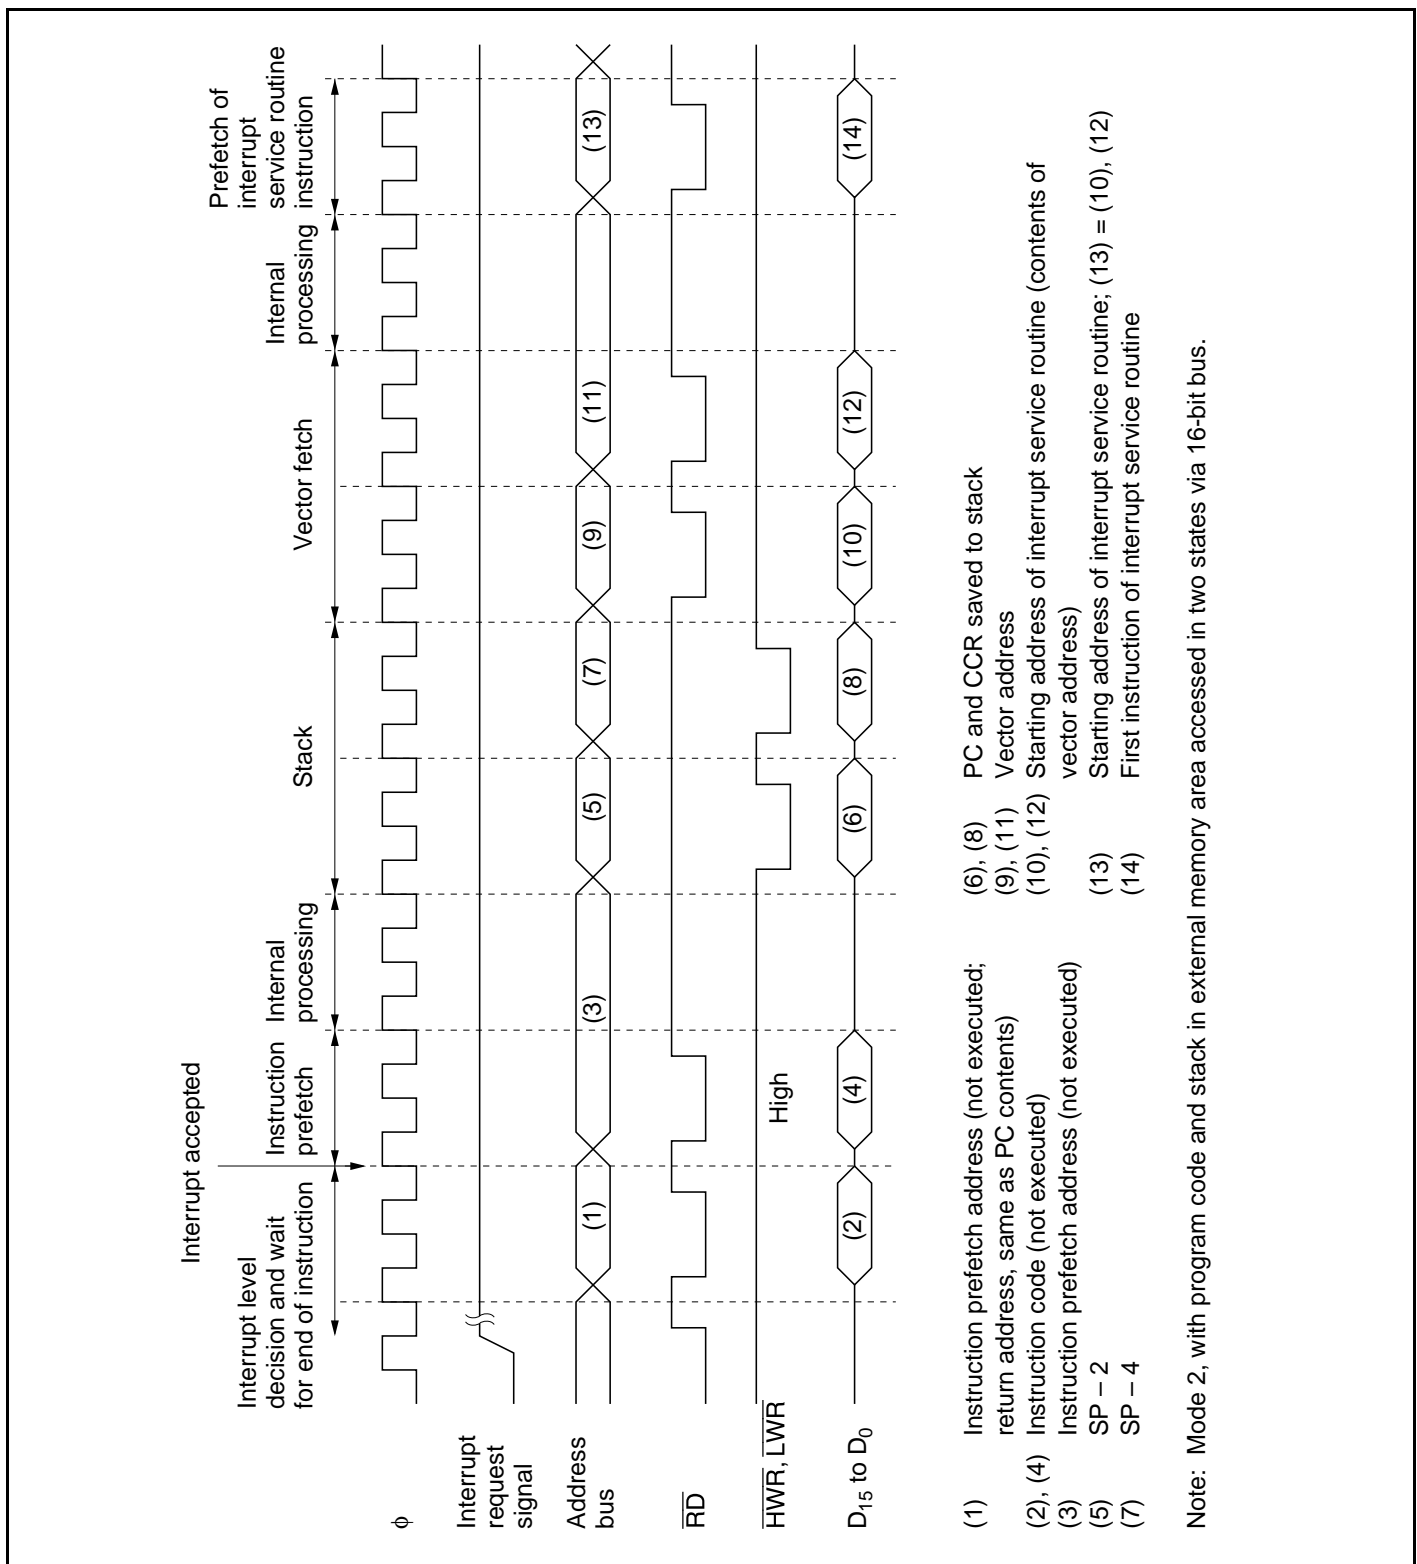 Interrupt accepted
Interrupt level
decision and wait
for end of instruction
Instruction
prefetch
Internal
processing
Stack
Vector fetch
Internal
processing
Prefetch of
interrupt
service routine
instruction
φ
Interrupt
request
signal
Address
bus
(1)
(3)
(5)
(7)
(9)
(11)
(13)
RD
HWR, LWR
High
D15 to D0
(2)
(4)
(6)
(8)
(10)
(12)
(14)
(1) Instruction prefetch address (not executed;
return address, same as PC contents)
(2), (4) Instruction code (not executed)
(3) Instruction prefetch address (not executed)
(5) SP – 2
(7) SP – 4
(6), (8) PC and CCR saved to stack
(9), (11) Vector address
(10), (12) Starting address of interrupt service routine (contents of
vector address)
(13) Starting address of interrupt service routine; (13) = (10), (12)
(14) First instruction of interrupt service routine
Note: Mode 2, with program code and stack in external memory area accessed in two states via 16-bit bus.